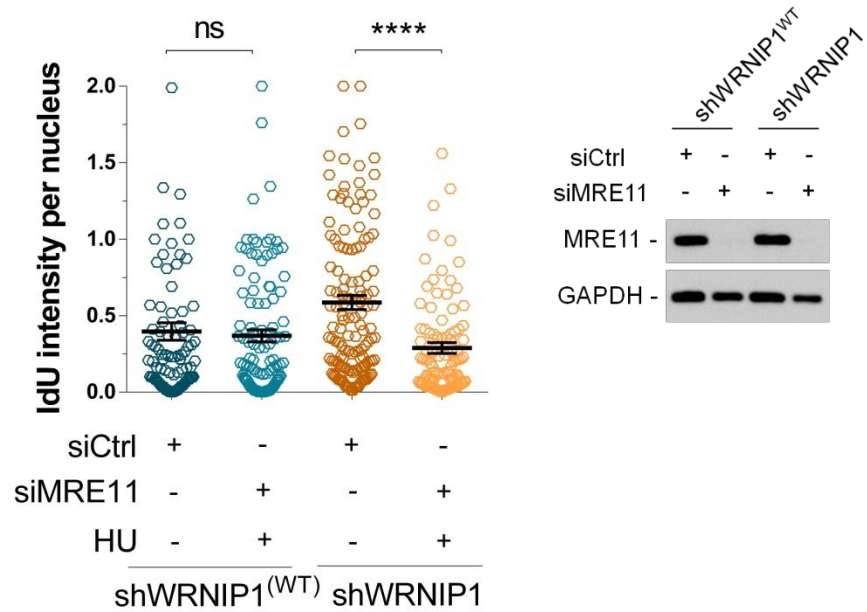 ns
****
IdU intensity per nucleus
2.0
1.5
1.0
0.5
0.0
siCtrl + - + -
siMRE11 - + - +
HU - + - +
shWRNIP1(WT) shWRNIP1
shWRNIP1WT
shWRNIP1
siCtrl + - + -
siMRE11 - + - +
MRE11 -
GAPDH -